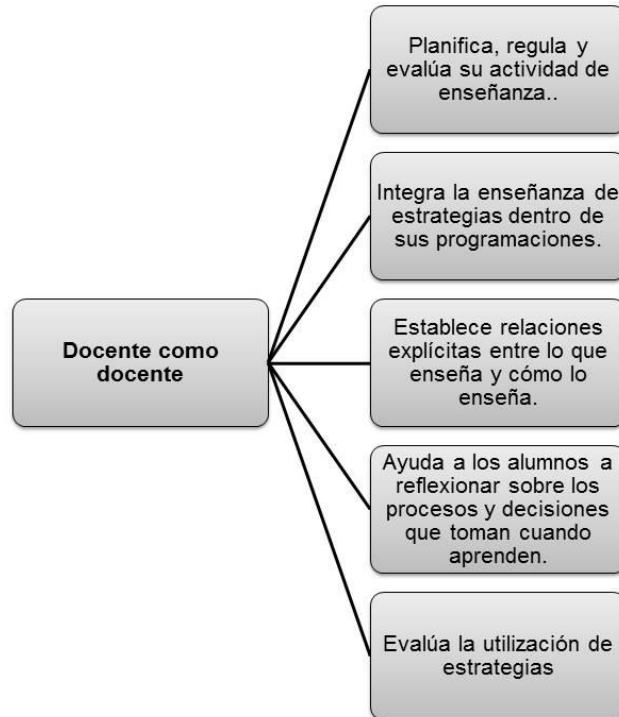 Planifica, regula y
evalúa su actividad de
enseñanza..
Integra la enseñanza de
estrategias dentro de
sus programaciones.
Docente como
docente
Establece relaciones
explícitas entre lo que
enseña y cómo lo
enseña.
Ayuda a los alumnos a
reflexionar sobre los
procesos y decisiones
que toman cuando
aprenden.
Evalúa la utilización de
estrategias